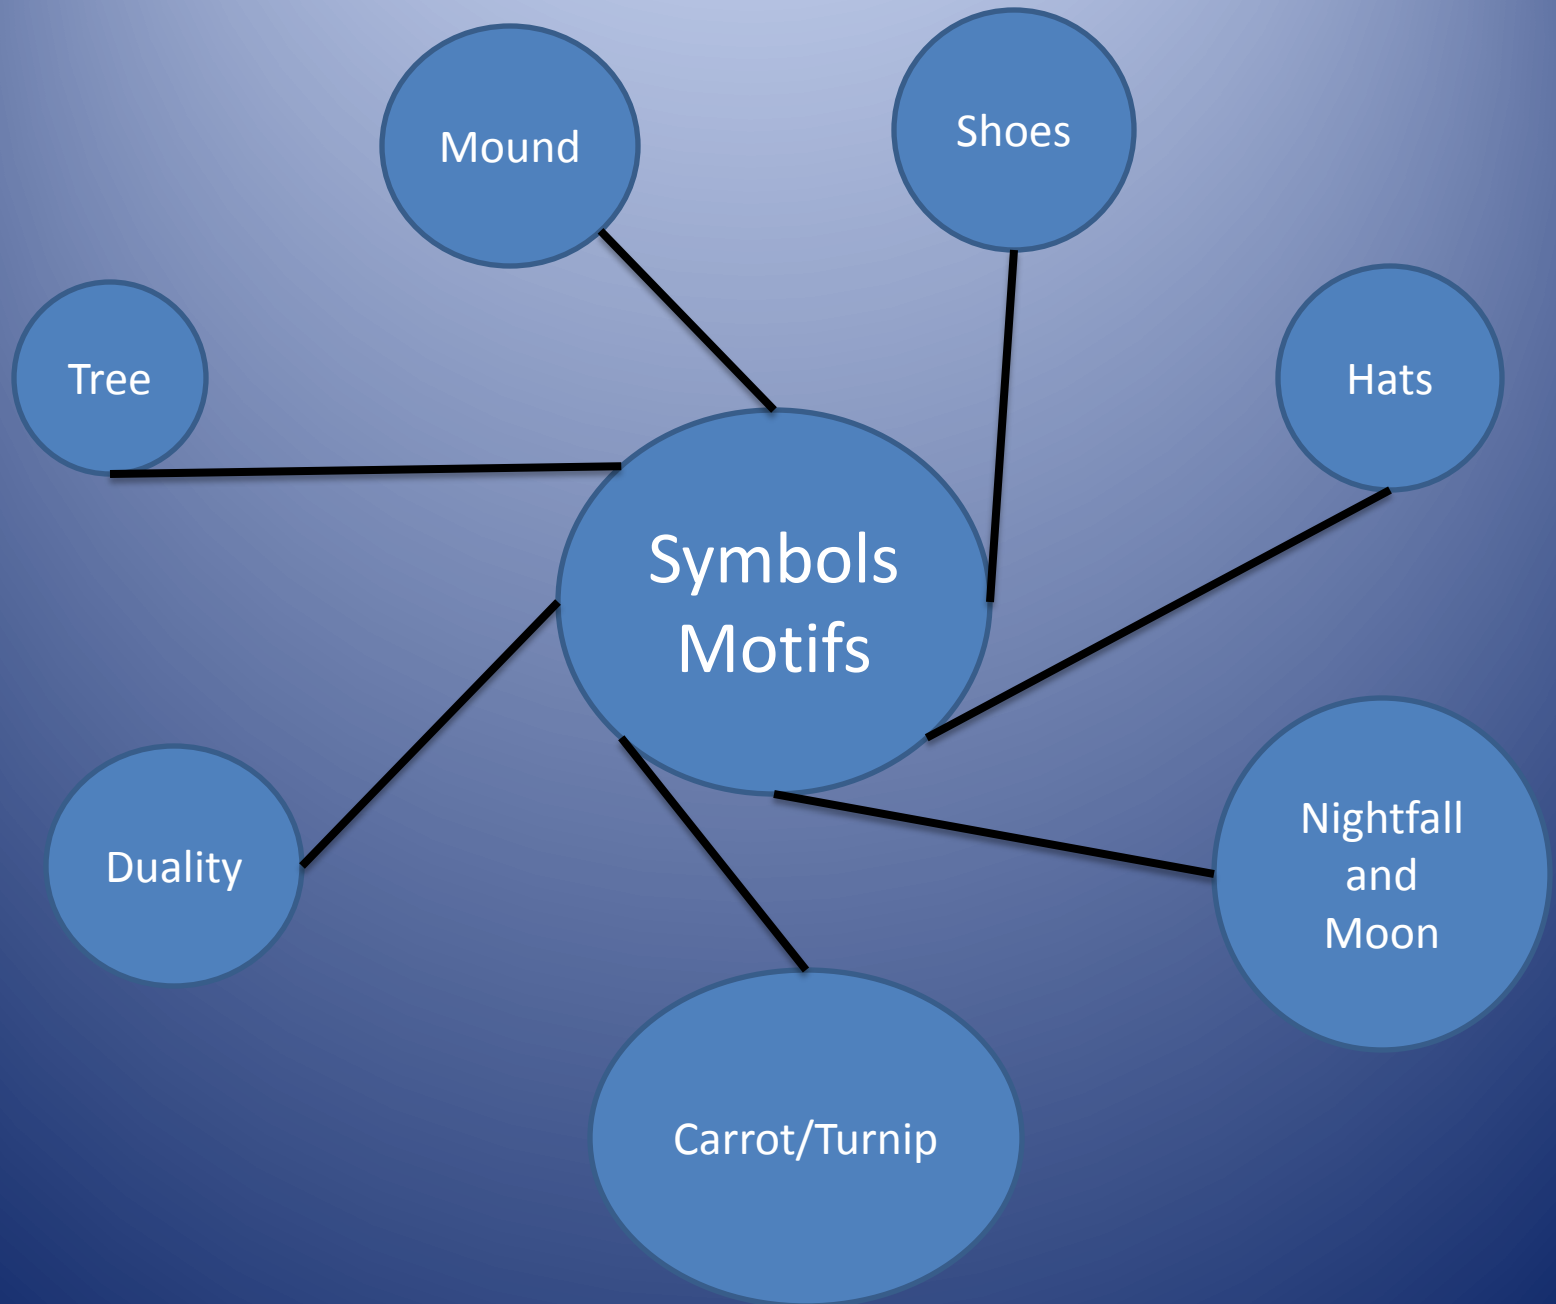 Mound
Shoes
Tree
Hats
Symbols
Motifs
Duality
Nightfall
and
Moon
Carrot/Turnip